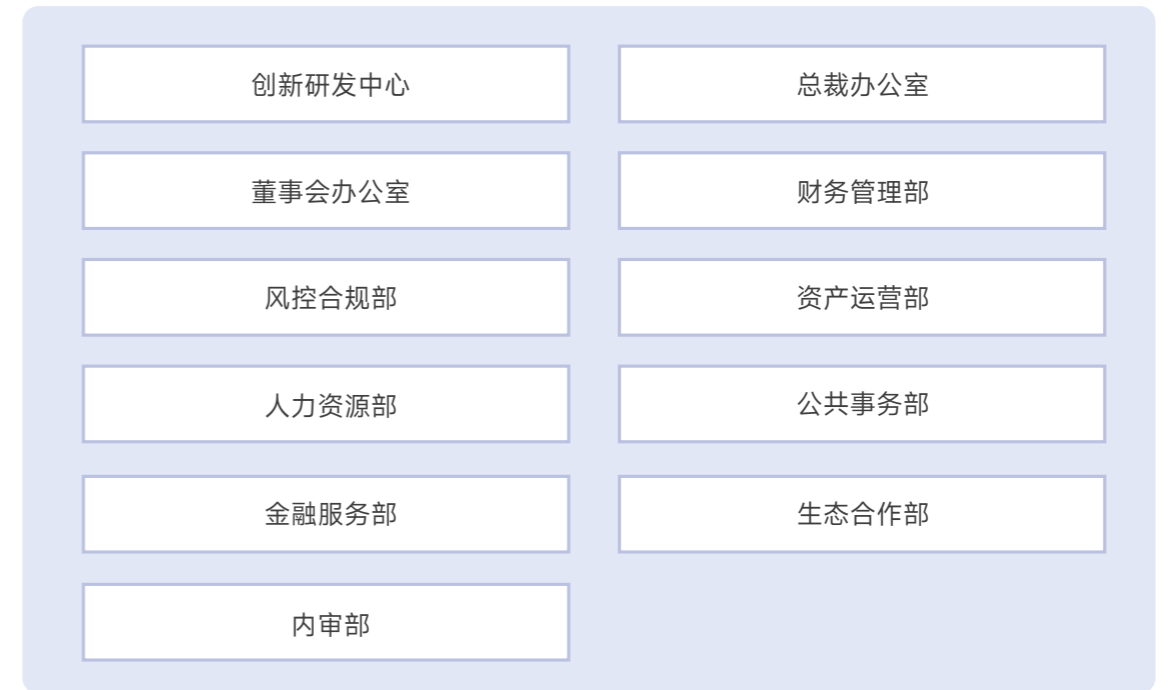 创新研发中心
总裁办公室
董事会办公室
财务管理部
风控合规部
资产运营部
人力资源部
公共事务部
金融服务部
生态合作部
内审部